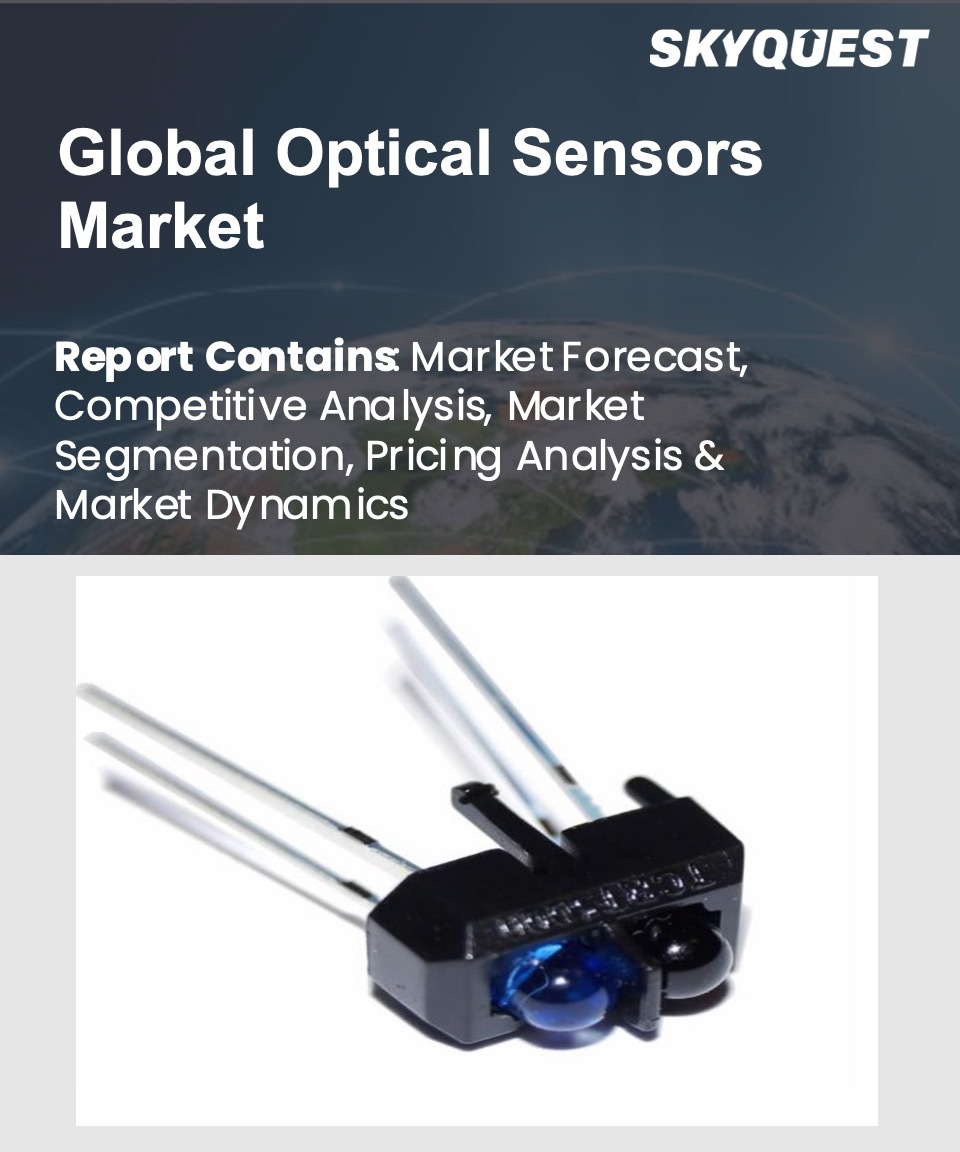 SKYQUEST
Global Optical Sensors
Market
Report Contains: Market Forecast,
Competitive Analysis, Market
Segmentation, Pricing Analysis &
Market Dynamics